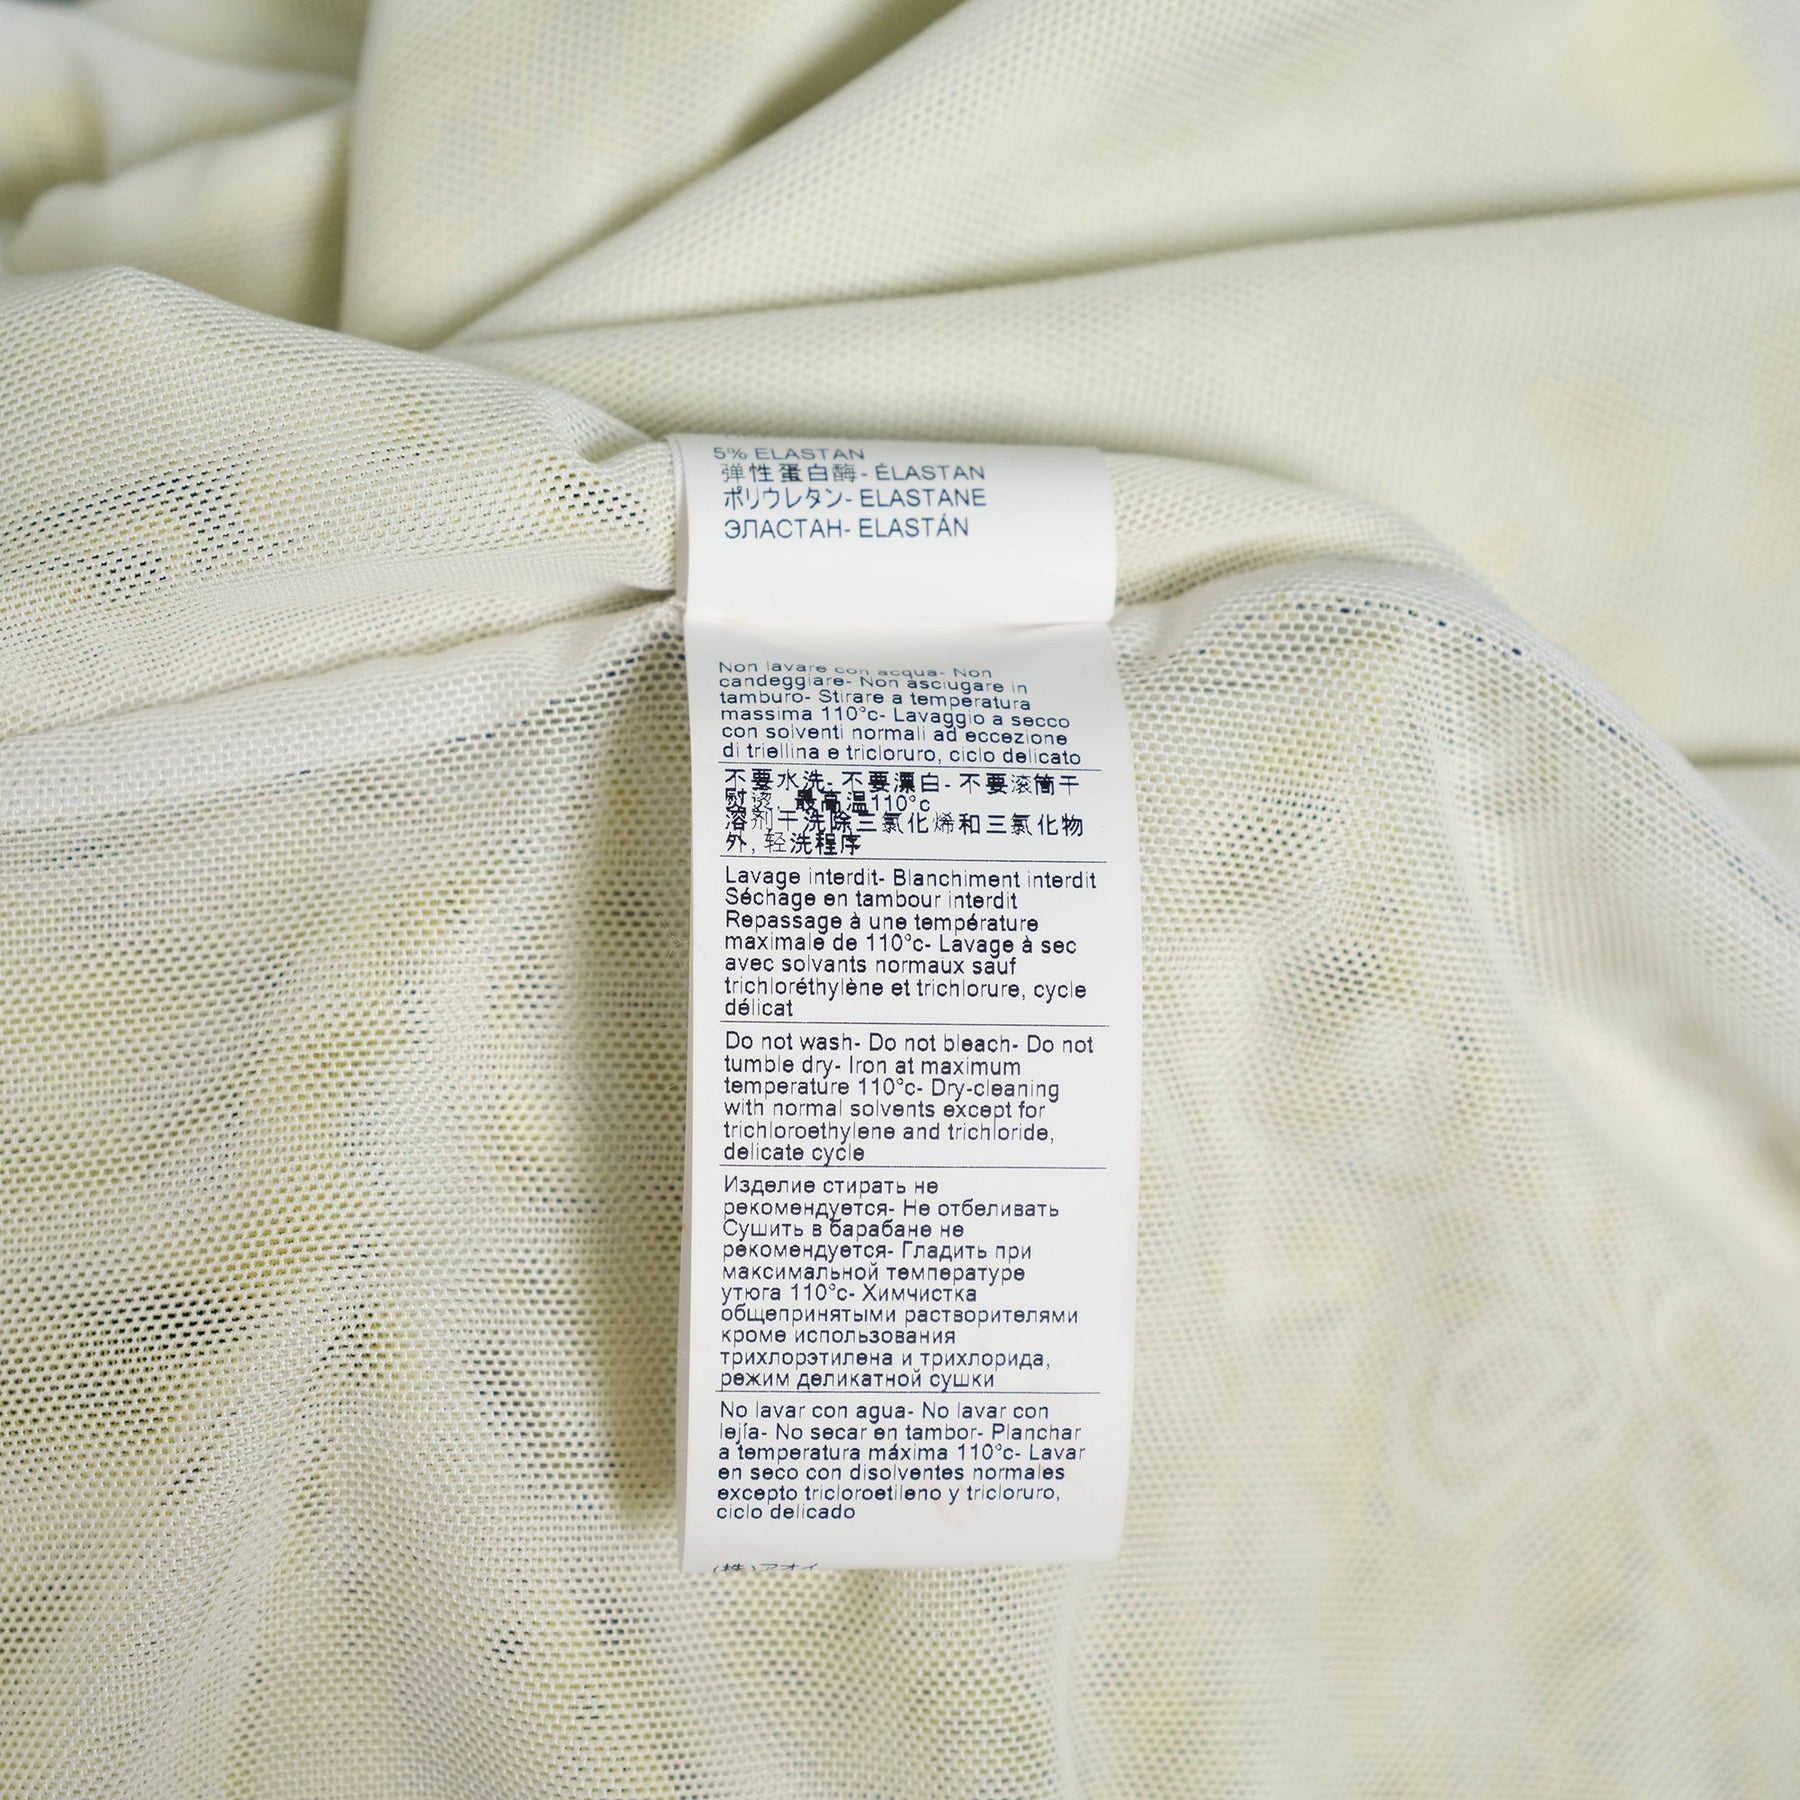 5% ELASTAN
弹性蛋白酶- ÉLASTAN
ポリウレタン- ELASTANE
ЭЛАСТАН- ELASTÁN
Non lavare con acqua- Non
candeggiare- Non asciugare in
tamburo- Stirare a temperatura
massima 110°c- Lavaggio a secco
con solventi normali ad eccezione
di triellina e tricloruro, ciclo delicato
不要水洗- 不要漂白- 不要滚筒干
熨烫, 最高温110°c
溶剂干洗除三氯化烯和三氯化物
外, 轻洗程序
Lavage interdit- Blanchiment interdit
Séchage en tambour interdit
Repassage à une température
maximale de 110°c- Lavage à sec
avec solvants normaux sauf
trichloréthylène et trichlorure, cycle
délicat
Do not wash- Do not bleach- Do not
tumble dry- Iron at maximum
temperature 110°c- Dry-cleaning
with normal solvents except for
trichloroethylene and trichloride,
delicate cycle
Изделие стирать не
рекомендуется- Не отбеливать
Сушить в барабане не
рекомендуется- Гладить при
максимальной температуре
утюга 110°c- Химчистка
общепринятыми растворителями
кроме использования
трихлорэтилена и трихлорида,
режим деликатной сушки
No lavar con agua- No lavar con
lejía- No secar en tambor- Planchar
a temperatura máxima 110°c- Lavar
en seco con disolventes normales
excepto tricloroetileno y tricloruro,
ciclo delicado
(株)アオイ